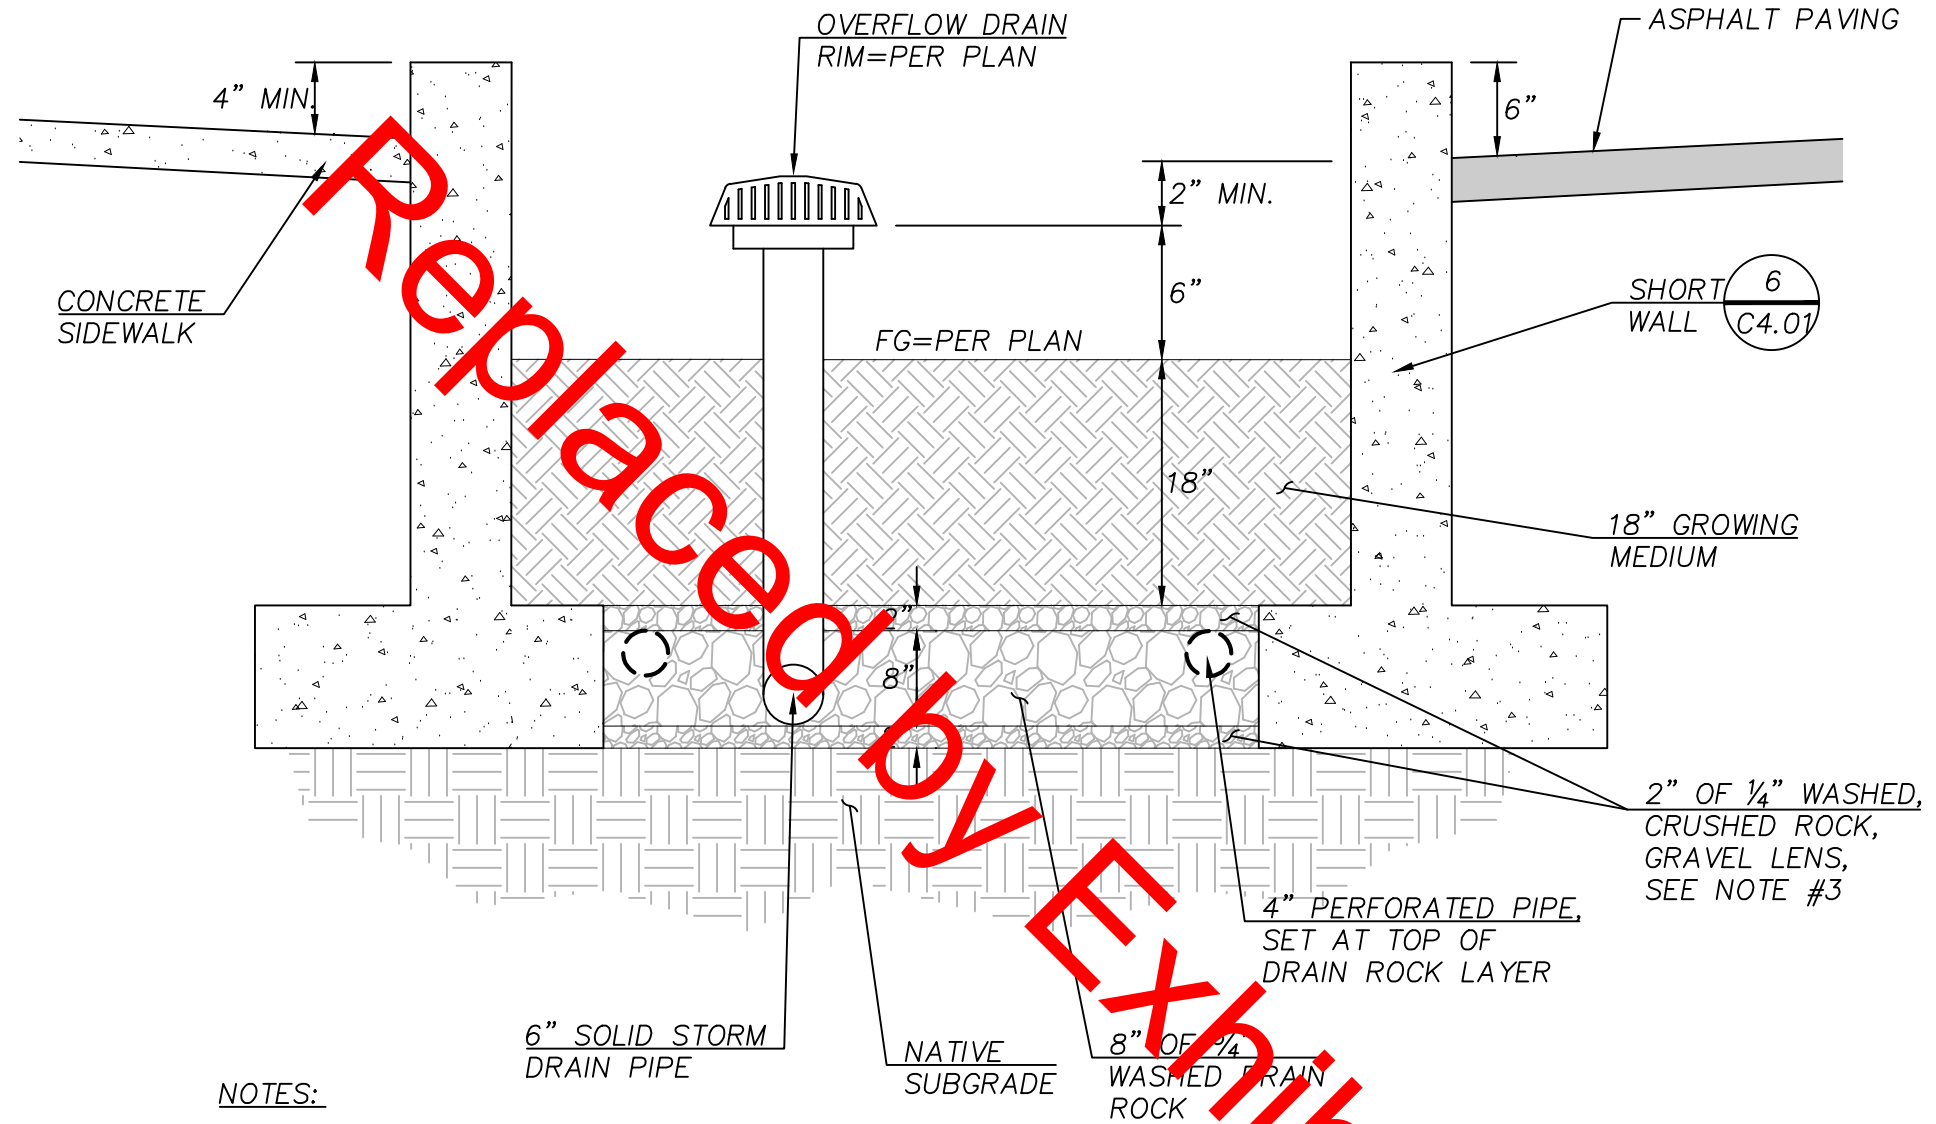 OVERFLOW DRAIN
RIM=PER PLAN
ASPHALT PAVING
4” MIN.
6”
2” MIN.
6”
CONCRETE
SIDEWALK
SHORT
WALL
6
C4.01
FG=PER PLAN
18”
18” GROWING
MEDIUM
2”
8”
2” OF ¼” WASHED,
CRUSHED ROCK,
GRAVEL LENS,
SEE NOTE #3
4” PERFORATED PIPE,
SET AT TOP OF
DRAIN ROCK LAYER
6” SOLID STORM
DRAIN PIPE
NATIVE
SUBGRADE
8” OF
WASHED DRAIN
ROCK
NOTES:
Replaced by